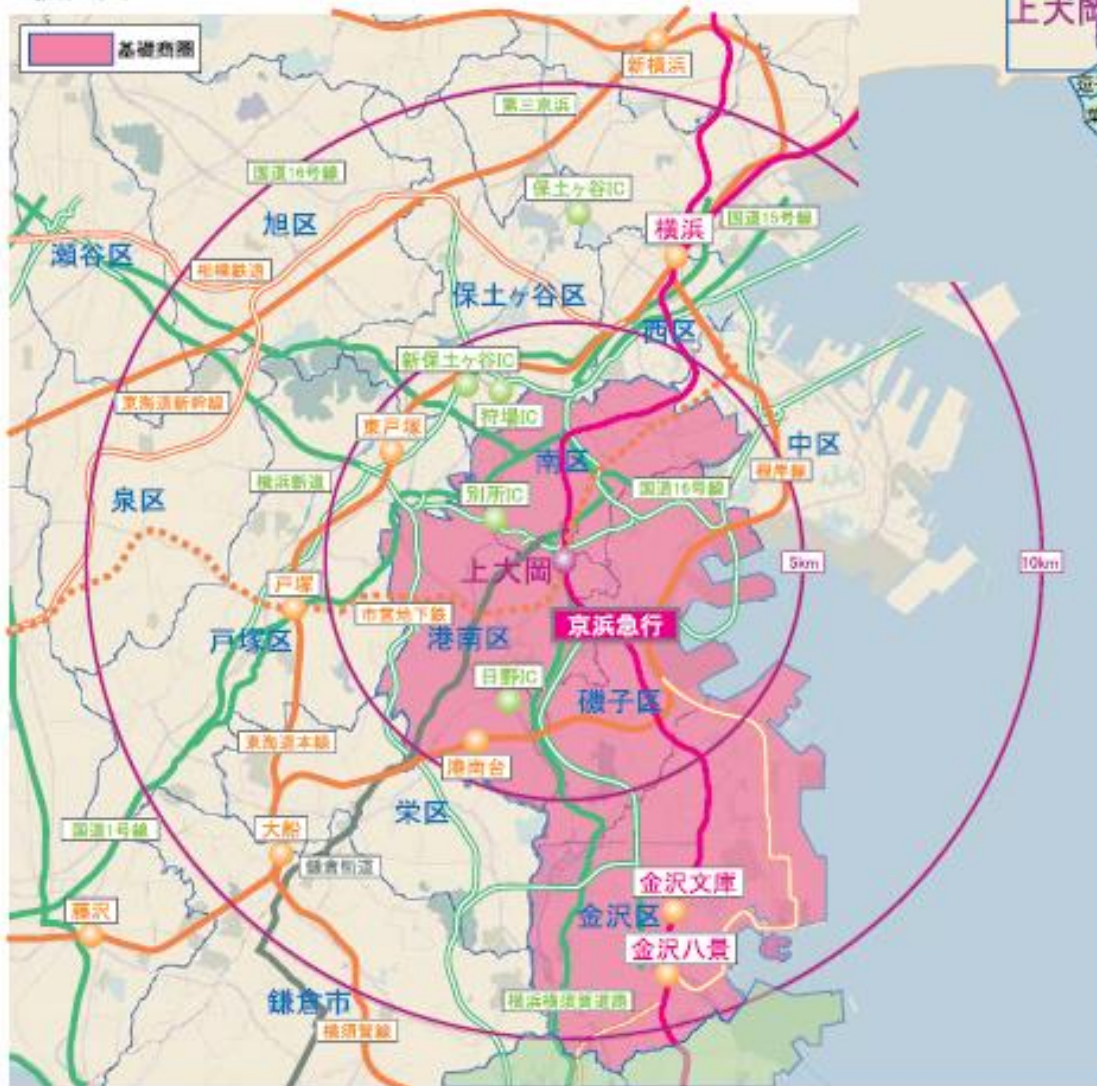 上大岡
基礎商圏
新横浜
第三京浜
国道16号線
保土ヶ谷IC
旭区
国道15号線
横浜
瀬谷区
相模鉄道
保土ヶ谷区
西区
新保土ヶ谷IC
東海道新幹線
狩場IC
東戸塚
中区
南区
根岸線
横浜新道
別所IC
国道16号線
泉区
上大岡
5km
10km
戸塚
市営地下鉄
京浜急行
戸塚区
港南区
日野IC
磯子区
東海道本線
港南台
栄区
国道1号線
大船
鎌倉街道
金沢文庫
藤沢
金沢区
金沢八景
鎌倉市
横浜横須賀道路
横須賀線